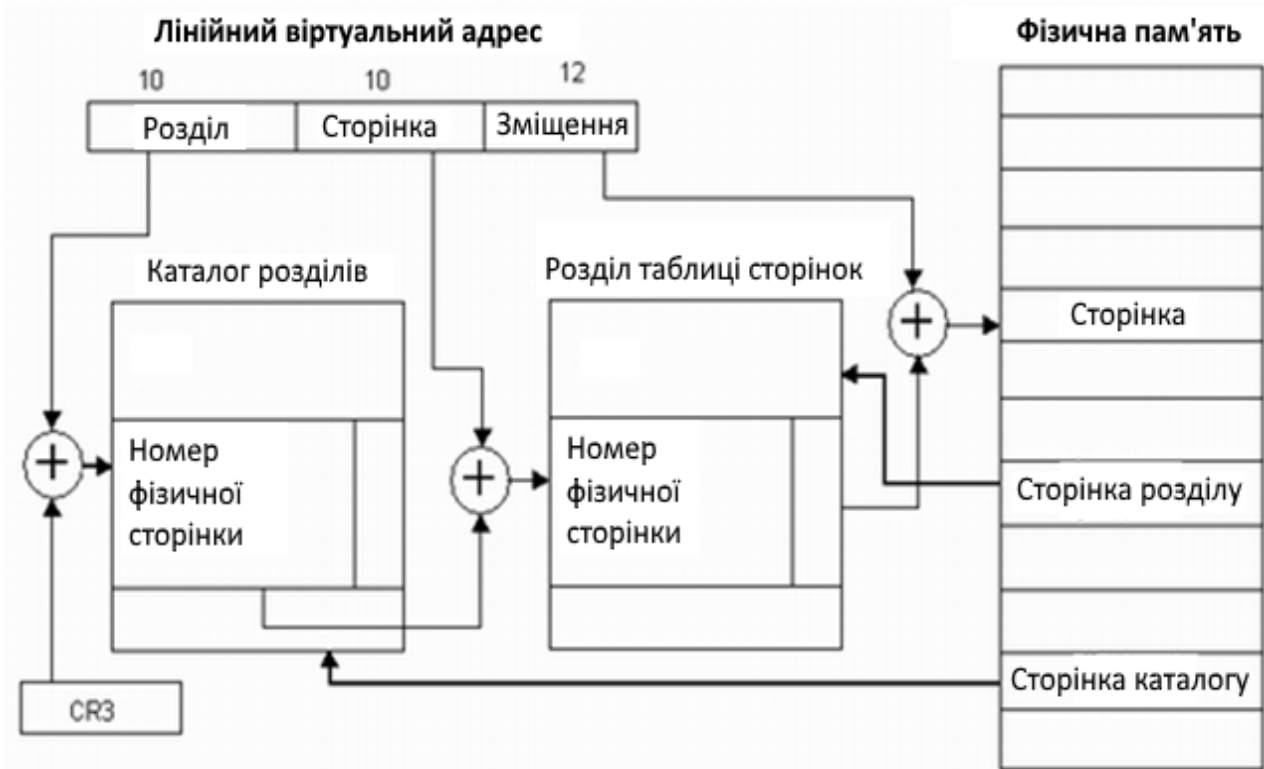 Лінійний віртуальний адрес
Фізична пам'ять
10
10
12
Розділ
Сторінка
Зміщення
Каталог розділів
Розділ таблиці сторінок
Сторінка
Номер
фізичної
сторінки
Номер
фізичної
сторінки
Сторінка розділу
Сторінка каталогу
CR3